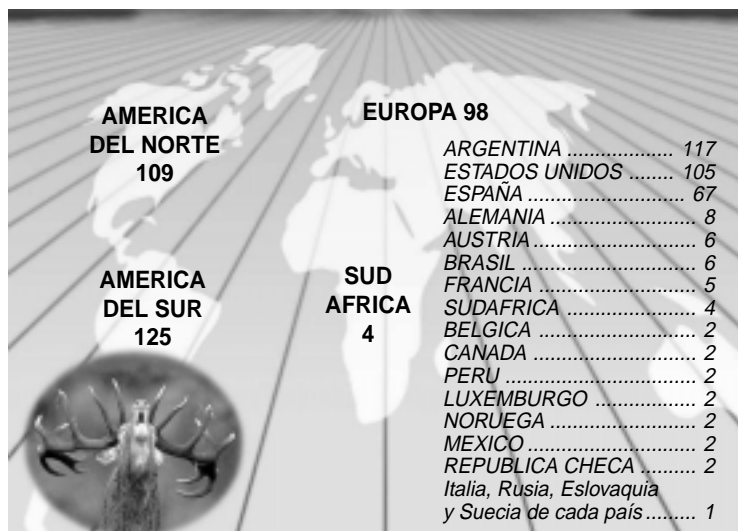 AMERICA
DEL NORTE
109
EUROPA 98
AMERICA
DEL SUR
125
SUD
AFRICA
4
ARGENTINA ................... 117
ESTADOS UNIDOS ........ 105
ESPAÑA ............................ 67
ALEMANIA ........................... 8
AUSTRIA .............................. 6
BRASIL ................................ 6
FRANCIA ............................. 5
SUDAFRICA ........................ 4
BELGICA ............................. 2
CANADA ............................. 2
PERU .................................. 2
LUXEMBURGO .................. 2
NORUEGA .......................... 2
MEXICO .............................. 2
REPUBLICA CHECA .......... 2
Italia, Rusia, Eslovaquia
y Suecia de cada país ......... 1